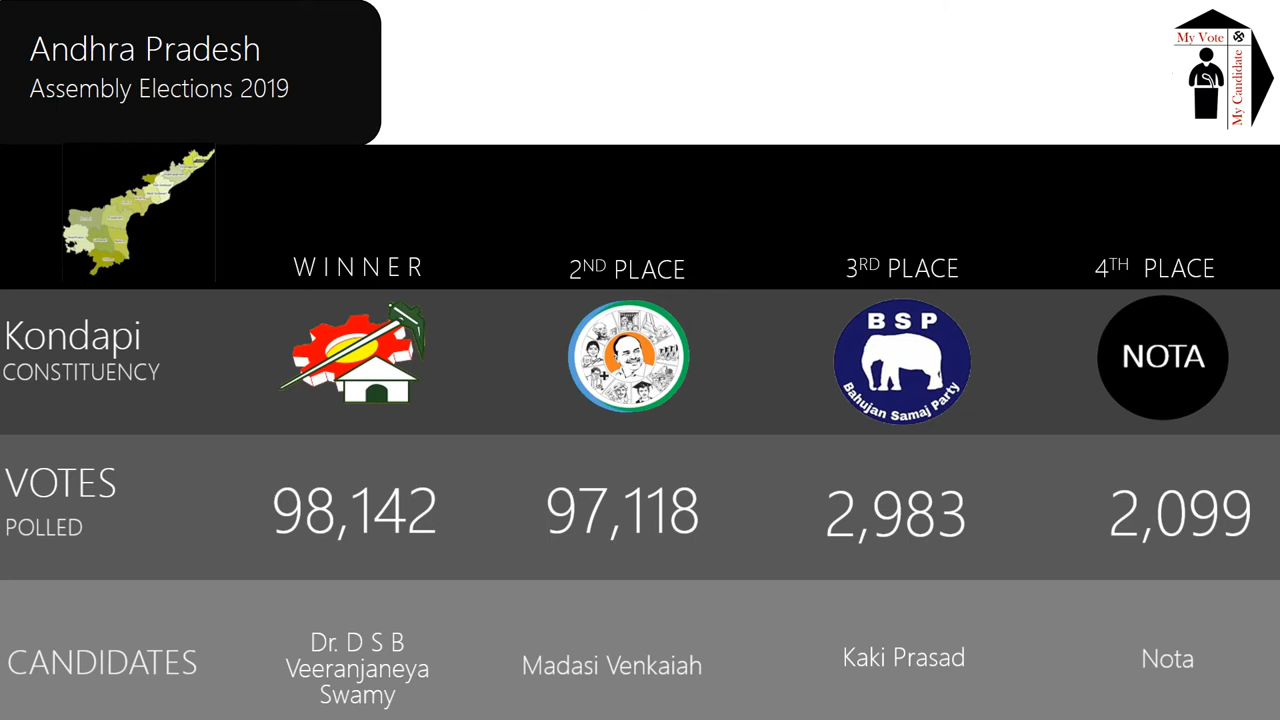 Andhra Pradesh
Assembly Elections 2019
My Vote
My Candidate
WINNER
2ND PLACE
3RD PLACE
4TH PLACE
Kondapi
CONSTITUENCY
BSP
Bahujan Samaj Party
NOTA
VOTES
POLLED
98,142
97,118
2,983
2,099
CANDIDATES
Dr. D S B
Veeranjaneya
Swamy
Madasi Venkaiah
Kaki Prasad
Nota